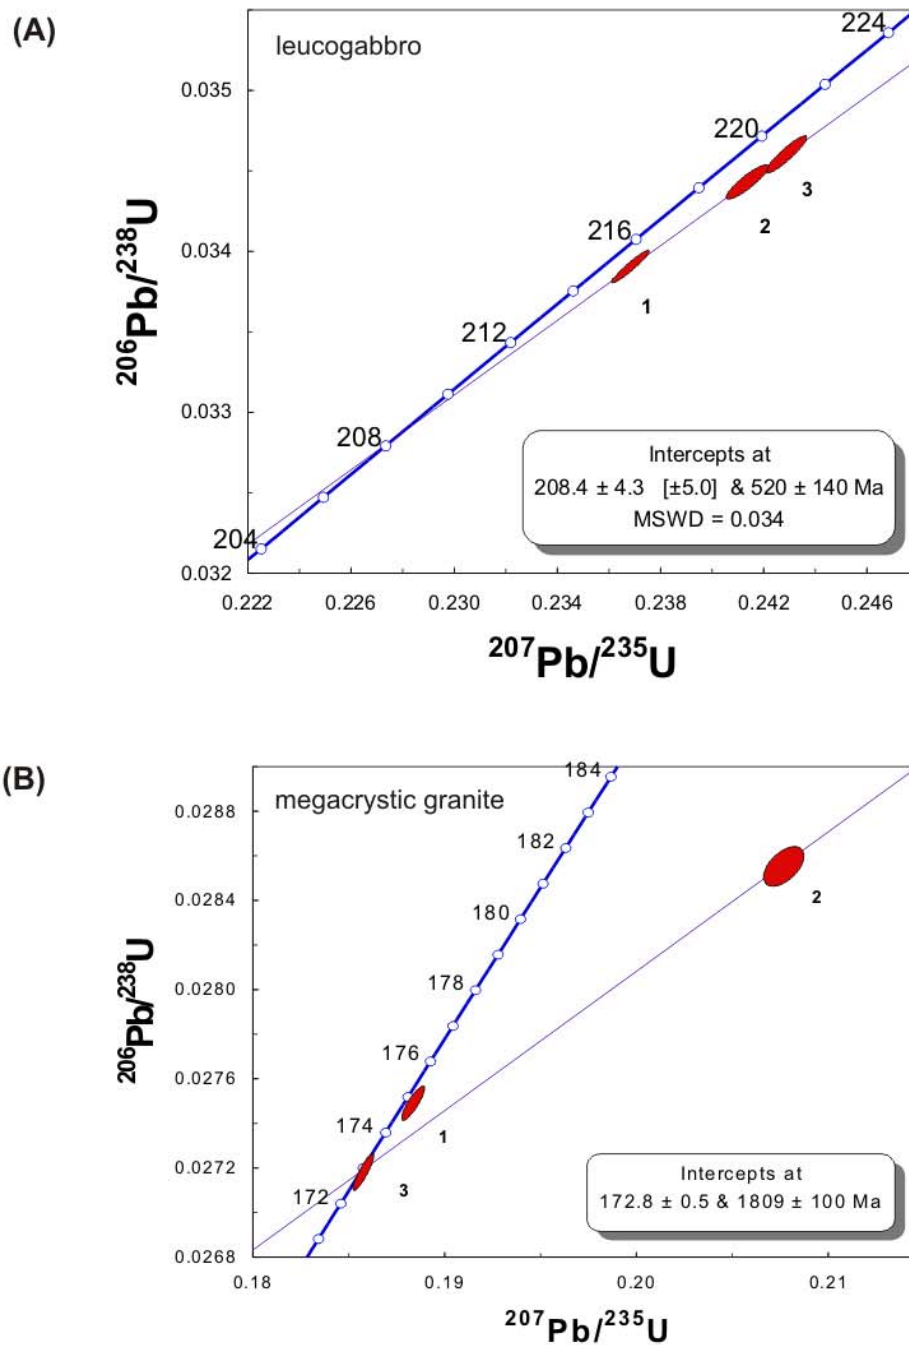 (A)
leucogabbro
224
0.035
220
3
216
2
0.034
1
212
208
0.033
Intercepts at
208.4 ± 4.3 [±5.0] & 520 ± 140 Ma
MSWD = 0.034
204
0.032
0.222 0.226 0.230 0.234 0.238 0.242 0.246
206Pb/238U
207Pb/235U
(B)
megacrystic granite
184
0.0288
182
0.0284
2
180
0.0280
178
176
0.0276
174
1
0.0272
3
172
Intercepts at
172.8 ± 0.5 & 1809 ± 100 Ma
0.0268
0.18 0.19 0.20 0.21
206Pb/238U
207Pb/235U